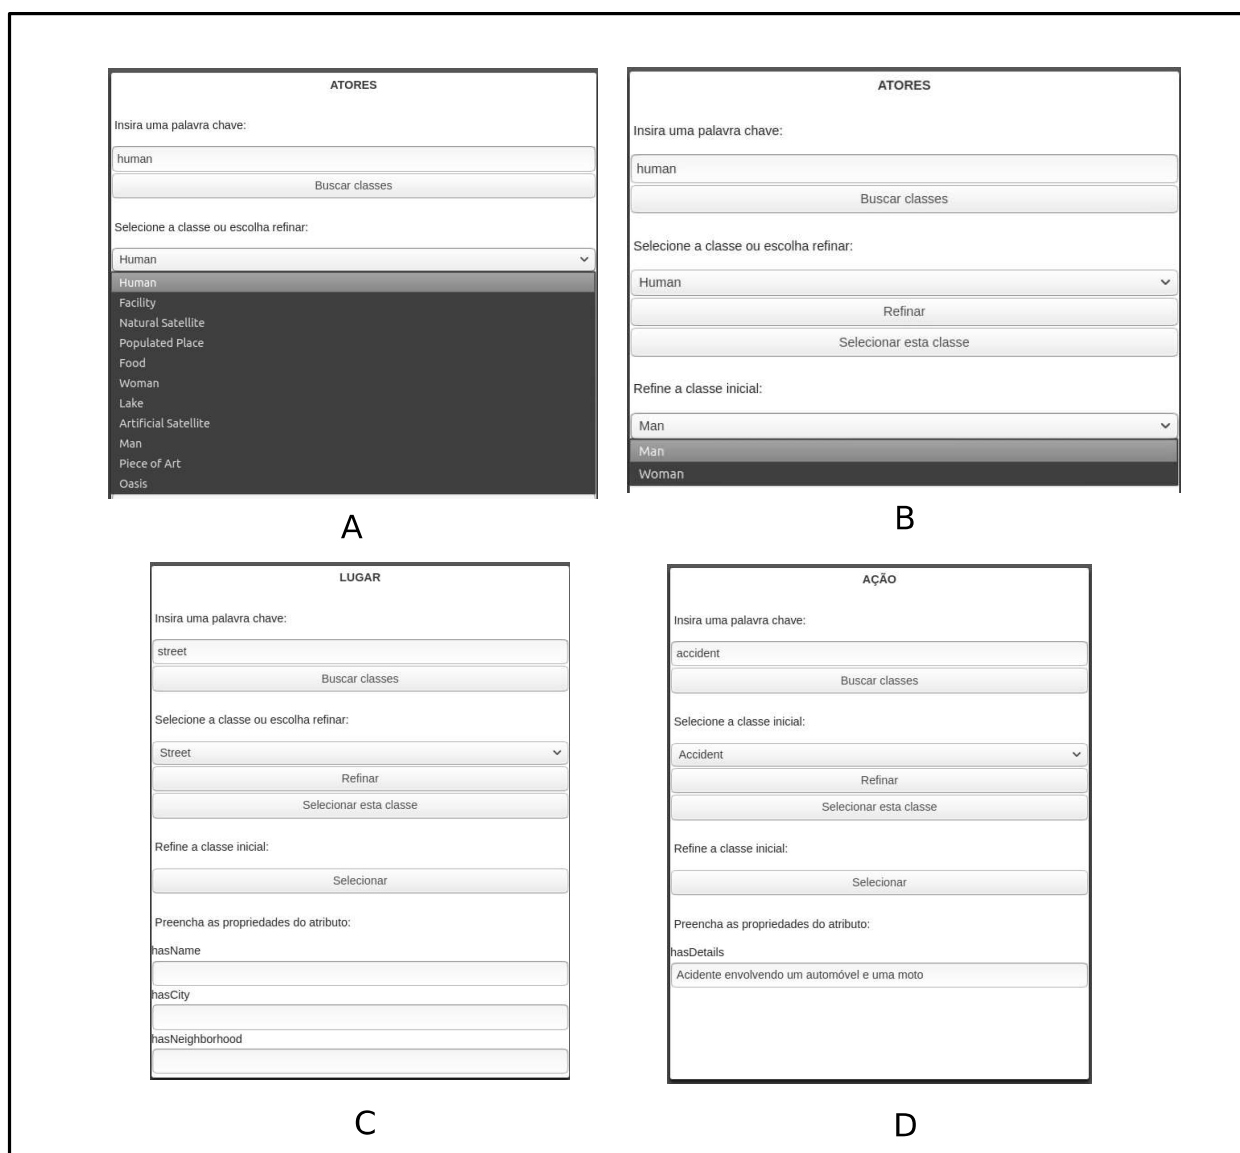 ATORES
Insira uma palavra chave:
human
Buscar classes
Selecione a classe ou escolha refinar:
Human
Human
Facility
Natural Satellite
Populated Place
Food
Woman
Lake
Artificial Satellite
Man
Piece of Art
Oasis
A
ATORES
Insira uma palavra chave:
human
Buscar classes
Selecione a classe ou escolha refinar:
Human
Refinar
Selecionar esta classe
Refine a classe inicial:
Man
Man
Woman
B
LUGAR
Insira uma palavra chave:
street
Buscar classes
Selecione a classe ou escolha refinar:
Street
Refinar
Selecionar esta classe
Refine a classe inicial:
Selecionar
Preencha as propriedades do atributo:
hasName
hasCity
hasNeighborhood
C
AÇÃO
Insira uma palavra chave:
accident
Buscar classes
Selecione a classe inicial:
Accident
Refinar
Selecionar esta classe
Refine a classe inicial:
Selecionar
Preencha as propriedades do atributo:
hasDetails
Acidente envolvendo um automóvel e uma moto
D